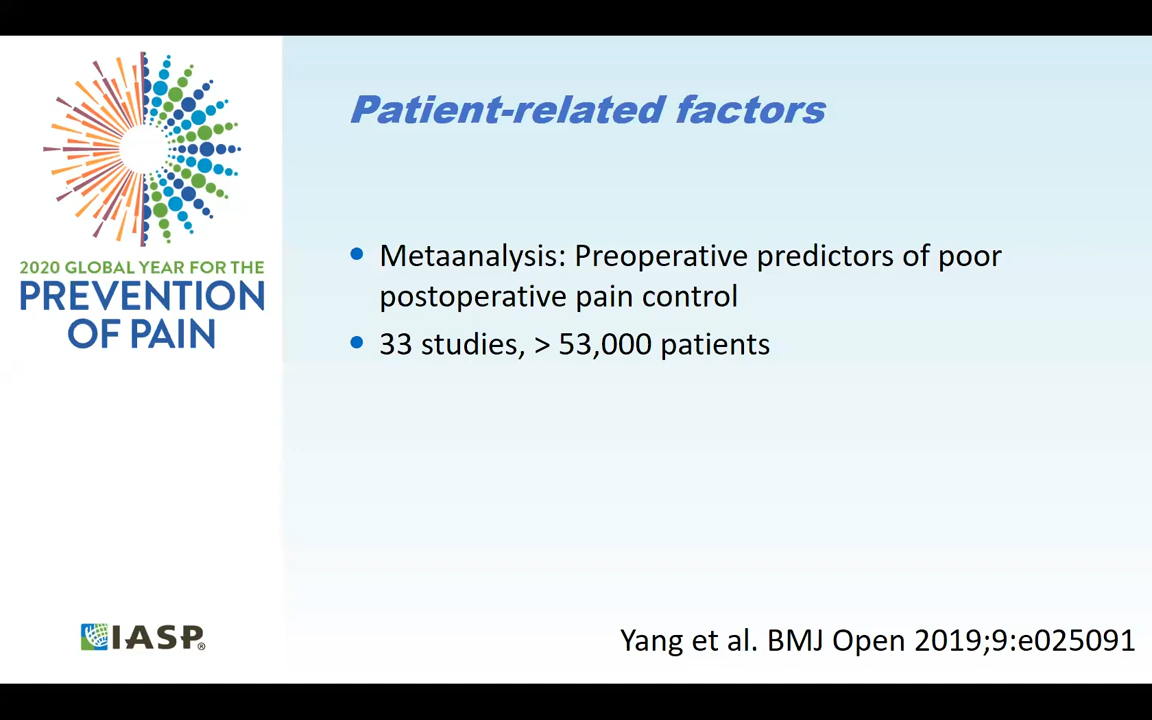 Patient-related factors
2020 GLOBAL YEAR FOR THE
PREVENTION
OF PAIN
• Metaanalysis: Preoperative predictors of poor
postoperative pain control
• 33 studies, > 53,000 patients
IASP®
Yang et al. BMJ Open 2019;9:e025091